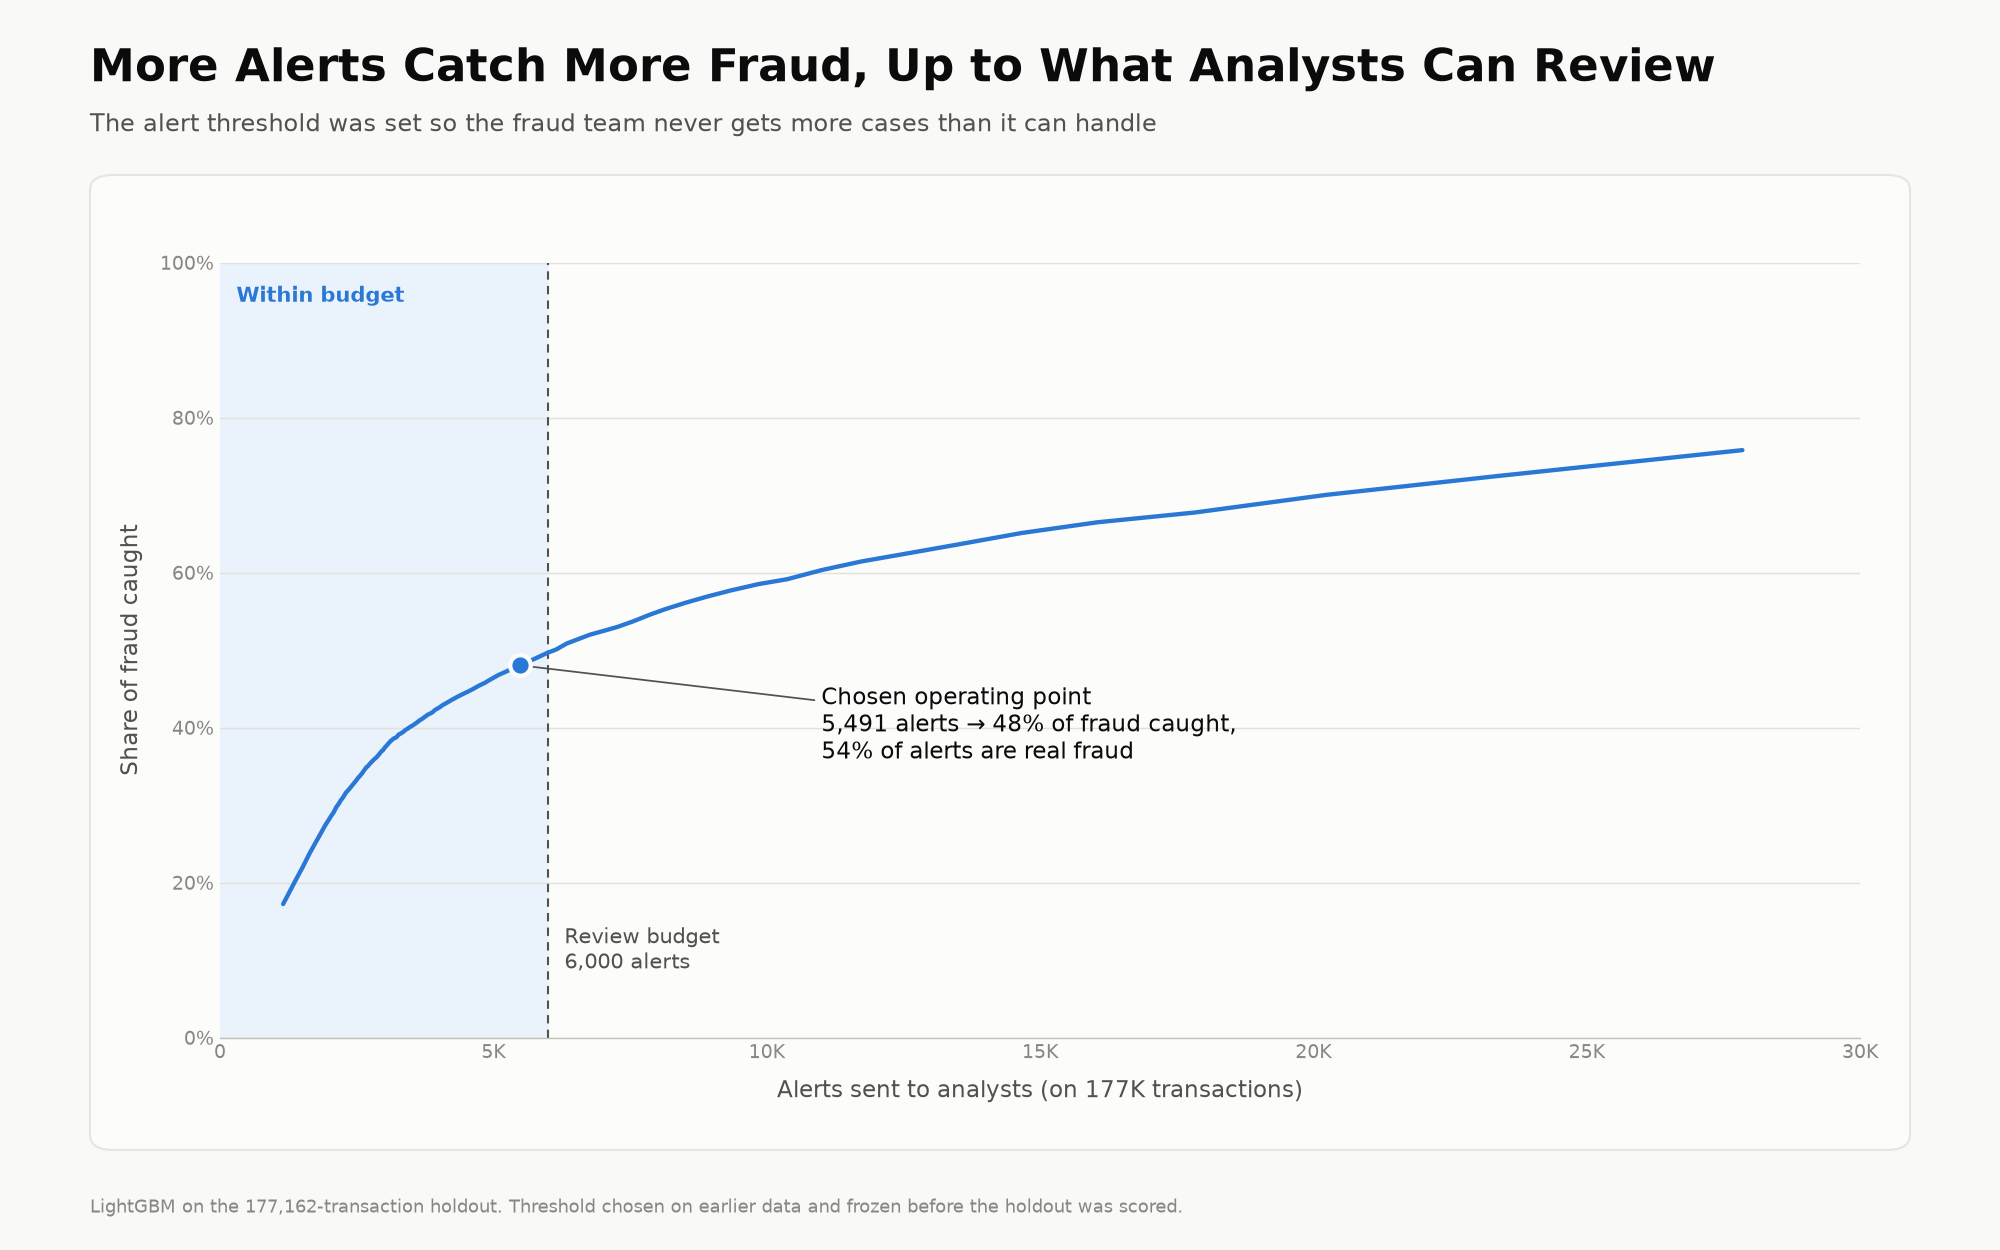 More Alerts Catch More Fraud, Up to What Analysts Can Review
The alert threshold was set so the fraud team never gets more cases than it can handle
100%
Within budget
80%
60%
Share of fraud caught
Chosen operating point
5,491 alerts → 48% of fraud caught,
54% of alerts are real fraud
40%
20%
Review budget
6,000 alerts
0%
0 5K 10K 15K 20K 25K 30K
Alerts sent to analysts (on 177K transactions)
LightGBM on the 177,162-transaction holdout. Threshold chosen on earlier data and frozen before the holdout was scored.